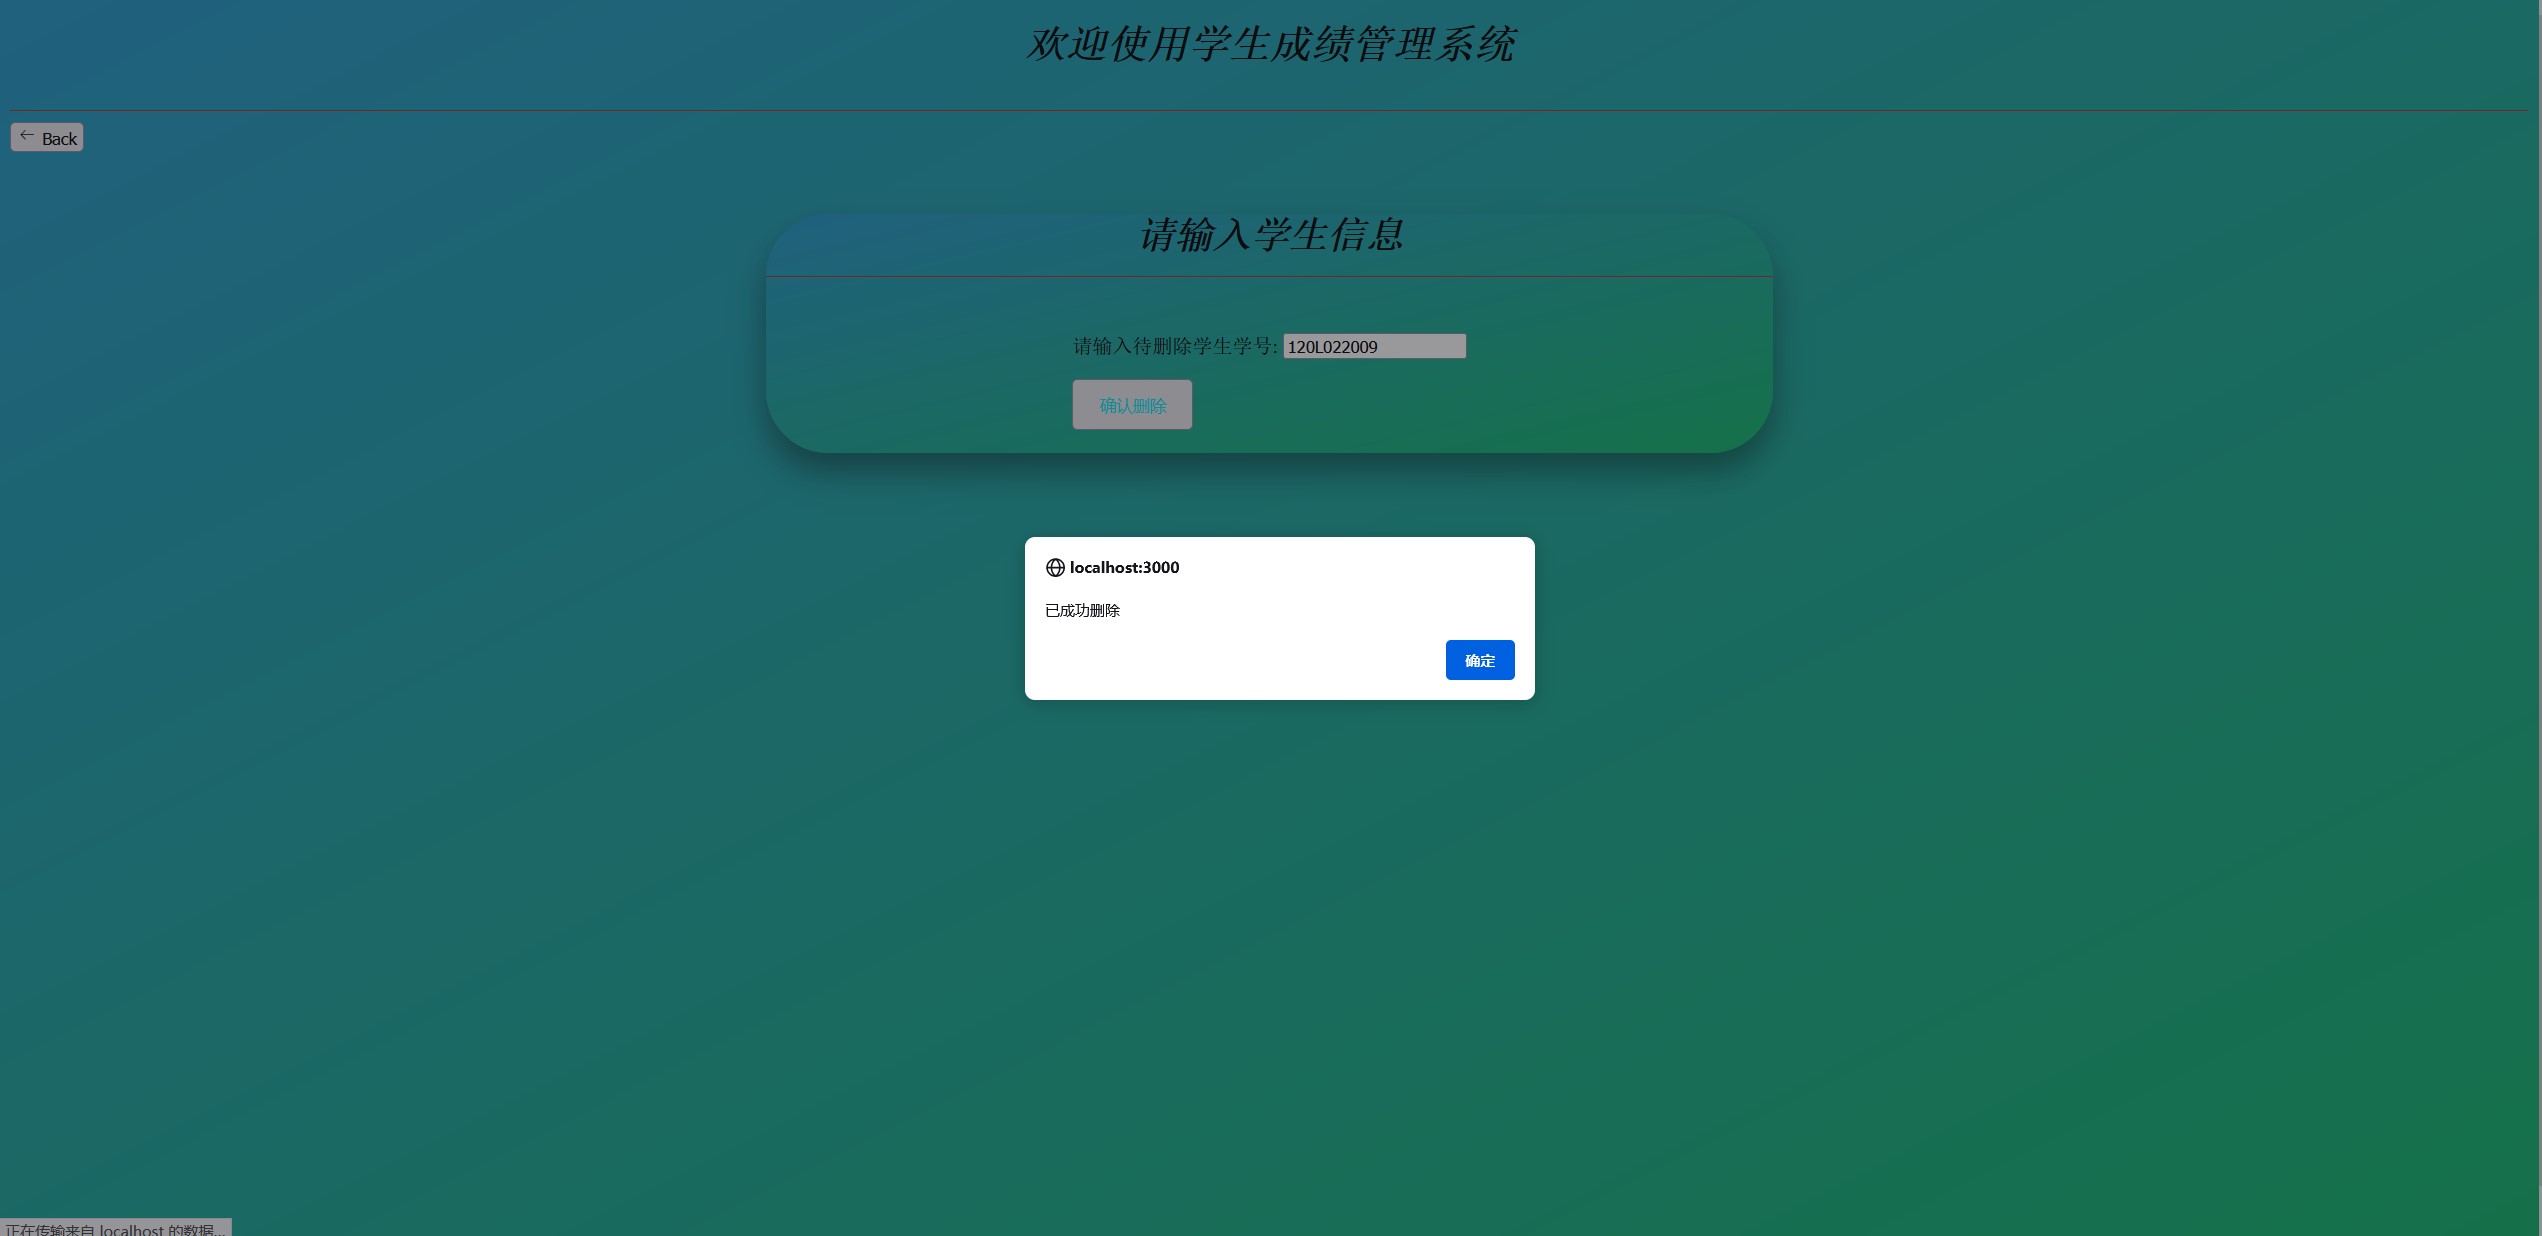 欢迎使用学生成绩管理系统
← Back
请输入学生信息
请输入待删除学生学号: 120L022009
确认删除
localhost:3000
已成功删除
确定
正在传输来自 localhost 的数据...